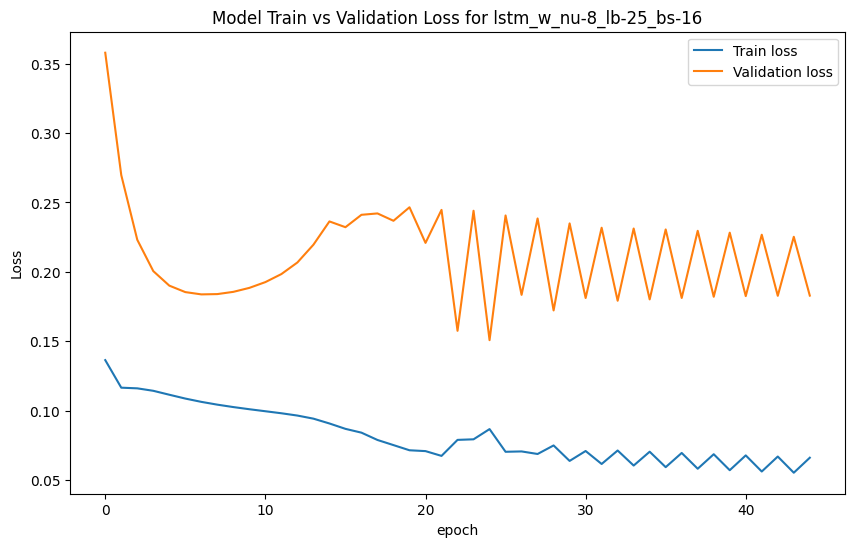 Model Train vs Validation Loss for lstm_w_nu-8_lb-25_bs-16
Train loss
Validation loss
0.35
0.30
0.25
0.20
0.15
0.10
0.05
Loss
0
10
20
30
40
epoch